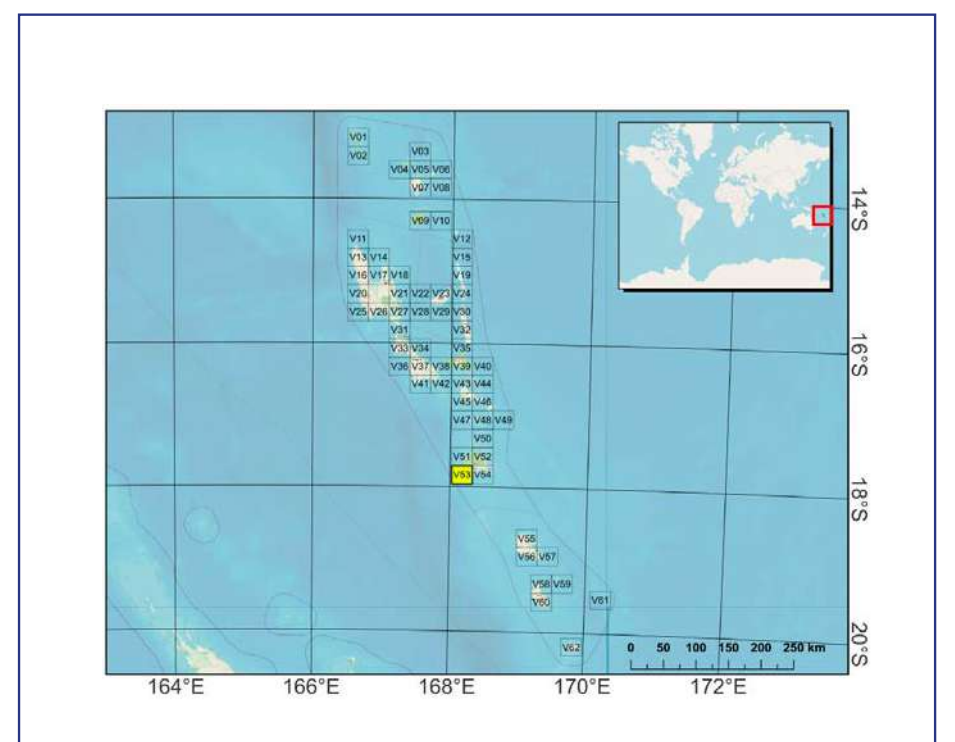 V01
V02 V03
V04 V05 V06
V07 V08
14°S
V09 V10
V11 V12
V13 V14 V15
V16 V17 V18 V19
V20 V21 V22 V23 V24
V25 V26 V27 V28 V29 V30
V31 V32
V33 V34 V35
16°S
V36 V37 V38 V39 V40
V41 V42 V43 V44
V45 V46
V47 V48 V49
V50
V51 V52
V53 V54
18°S
V55
V56 V57
V58 V59
V60 V61
20°S
V62
0 50 100 150 200 250 km
164°E 166°E 168°E 170°E 172°E